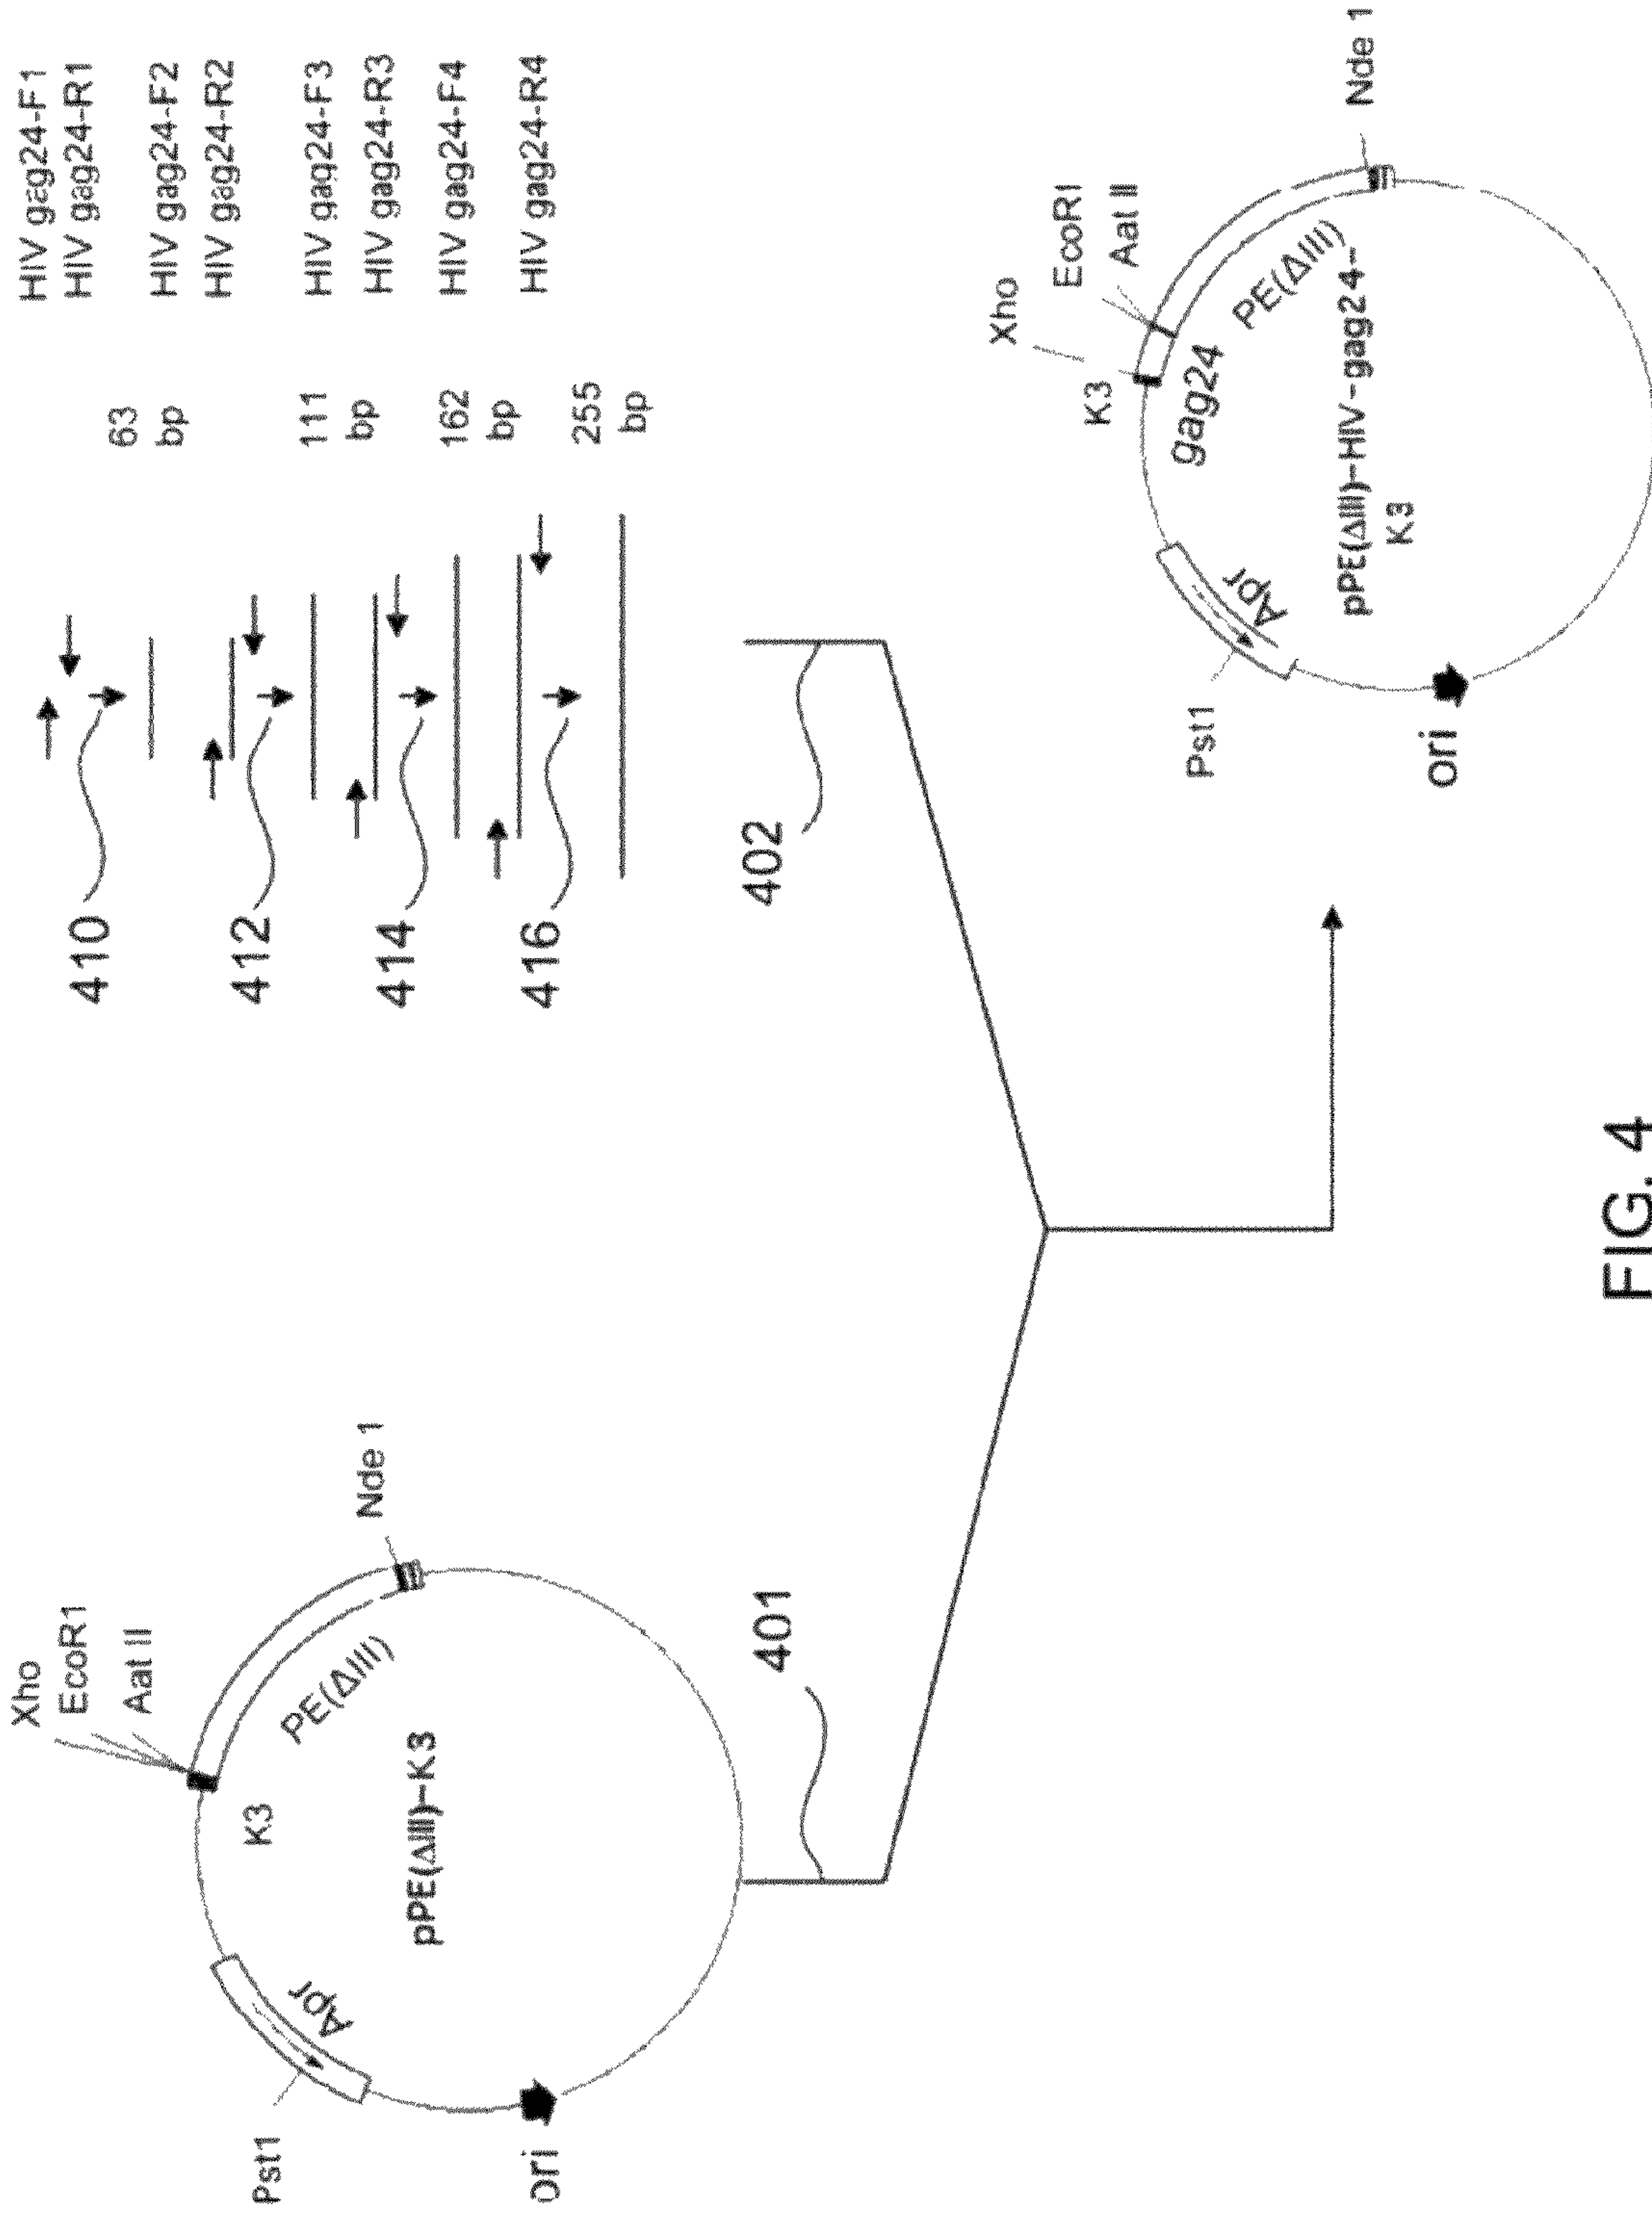 Xho
EcoR1
Aat II
Nde 1
K3
PE(ΔIII)
pPE(ΔIII)-K3
Apr
Pst1
ori
401
410
412
414
416
63
bp
111
bp
162
bp
255
bp
HIV gag24-F1
HIV gag24-R1
HIV gag24-F2
HIV gag24-R2
HIV gag24-F3
HIV gag24-R3
HIV gag24-F4
HIV gag24-R4
402
Xho
EcoR1
Aat II
Nde 1
K3
gag24
PE(ΔIII)
pPE(ΔIII)-HIV-gag24-
K3
Apr
Pst1
ori
FIG. 4